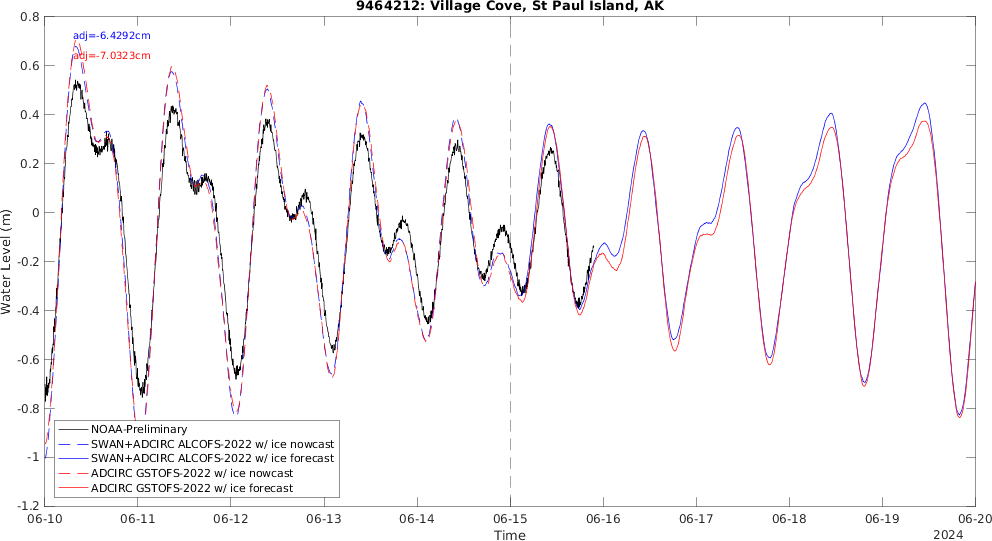 9464212: Village Cove, St Paul Island, AK
adj=-6.4292cm
adj=-7.0323cm
Water Level (m)
0.8
0.6
0.4
0.2
0
-0.2
-0.4
-0.6
-0.8
-1
-1.2
NOAA-Preliminary
SWAN+ADCIRC ALCOFS-2022 w/ ice nowcast
SWAN+ADCIRC ALCOFS-2022 w/ ice forecast
ADCIRC GSTOFS-2022 w/ ice nowcast
ADCIRC GSTOFS-2022 w/ ice forecast
06-10 06-11 06-12 06-13 06-14 06-15 06-16 06-17 06-18 06-19 06-20
Time
2024